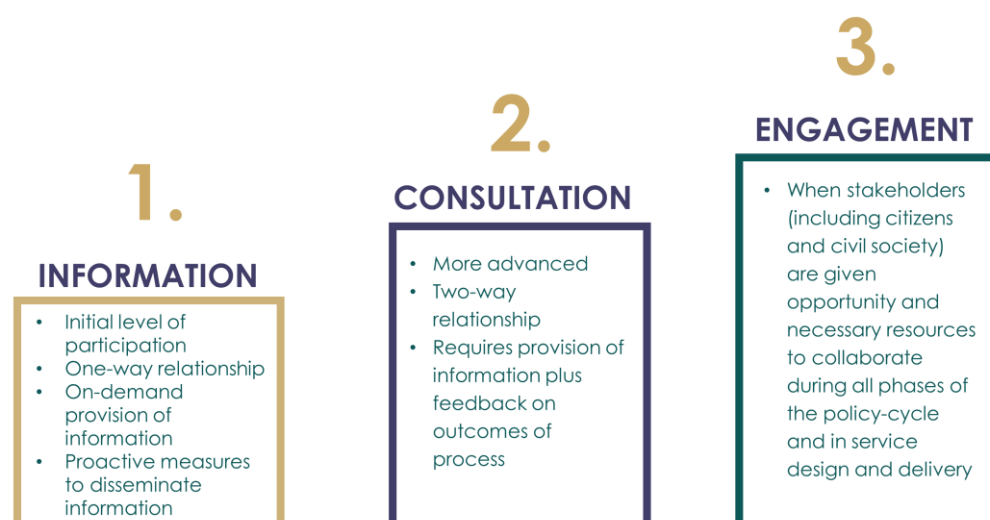 1.
INFORMATION
• Initial level of
participation
• One-way relationship
• On-demand
provision of
information
• Proactive measures
to disseminate
information
2.
CONSULTATION
• More advanced
• Two-way
relationship
• Requires provision of
information plus
feedback on
outcomes of
process
3.
ENGAGEMENT
• When stakeholders
(including citizens
and civil society)
are given
opportunity and
necessary resources
to collaborate
during all phases of
the policy-cycle
and in service
design and delivery